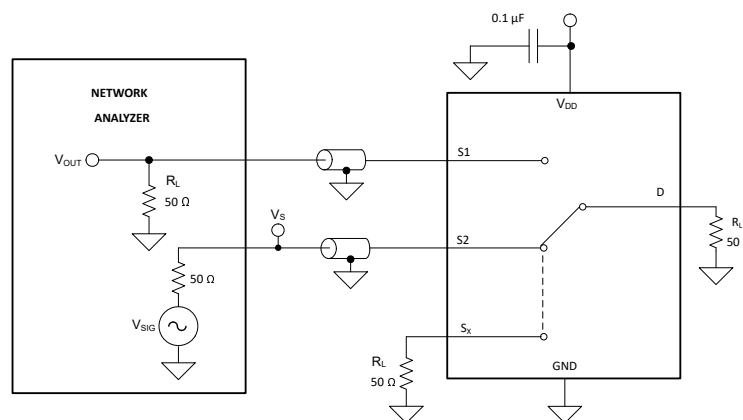 0.1 µF
NETWORK
ANALYZER
VDD
VOUT
S1
RL
50 Ω
D
VS
RL
50
S2
50 Ω
VSIG
SX
RL
50 Ω
GND